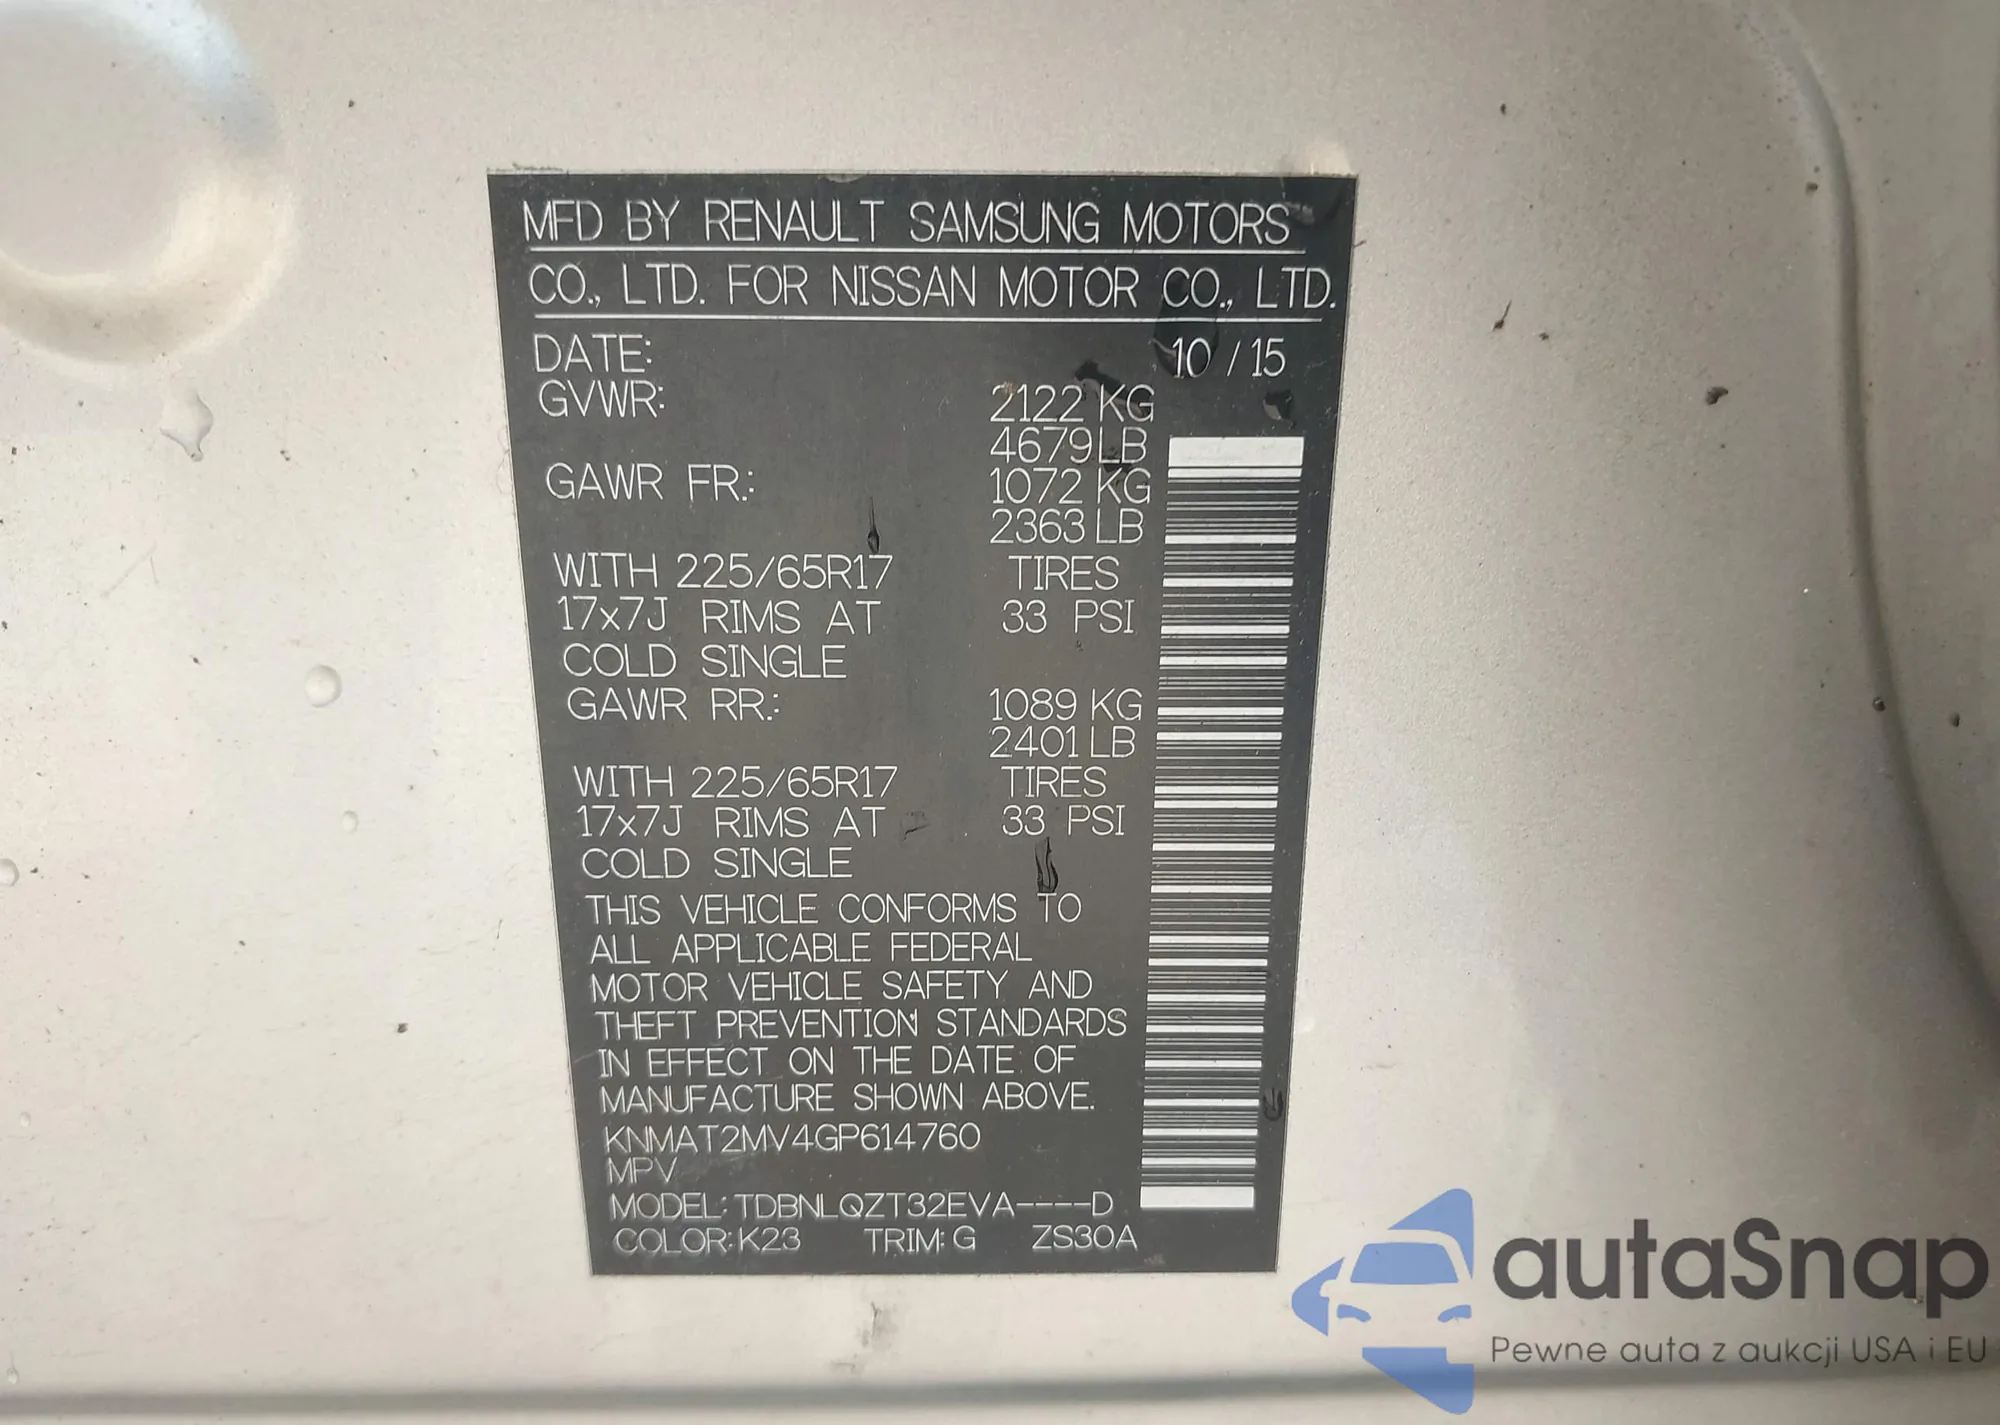 MFD BY RENAULT SAMSUNG MOTORS
CO., LTD. FOR NISSAN MOTOR CO., LTD.
DATE: 10 / 15
GVWR: 2122 KG
4679 LB
GAWR FR.: 1072 KG
2363 LB
WITH 225/65R17 TIRES
17x7J RIMS AT 33 PSI
COLD SINGLE
GAWR RR.: 1089 KG
2401 LB
WITH 225/65R17 TIRES
17x7J RIMS AT 33 PSI
COLD SINGLE
THIS VEHICLE CONFORMS TO
ALL APPLICABLE FEDERAL
MOTOR VEHICLE SAFETY AND
THEFT PREVENTION STANDARDS
IN EFFECT ON THE DATE OF
MANUFACTURE SHOWN ABOVE.
KNMAT2MV4GP614760
MPV
MODEL: TDBNLQZT32EVA----D
COLOR: K23 TRIM: G ZS30A
autaSnap
Pewne auta z aukcji USA i EU